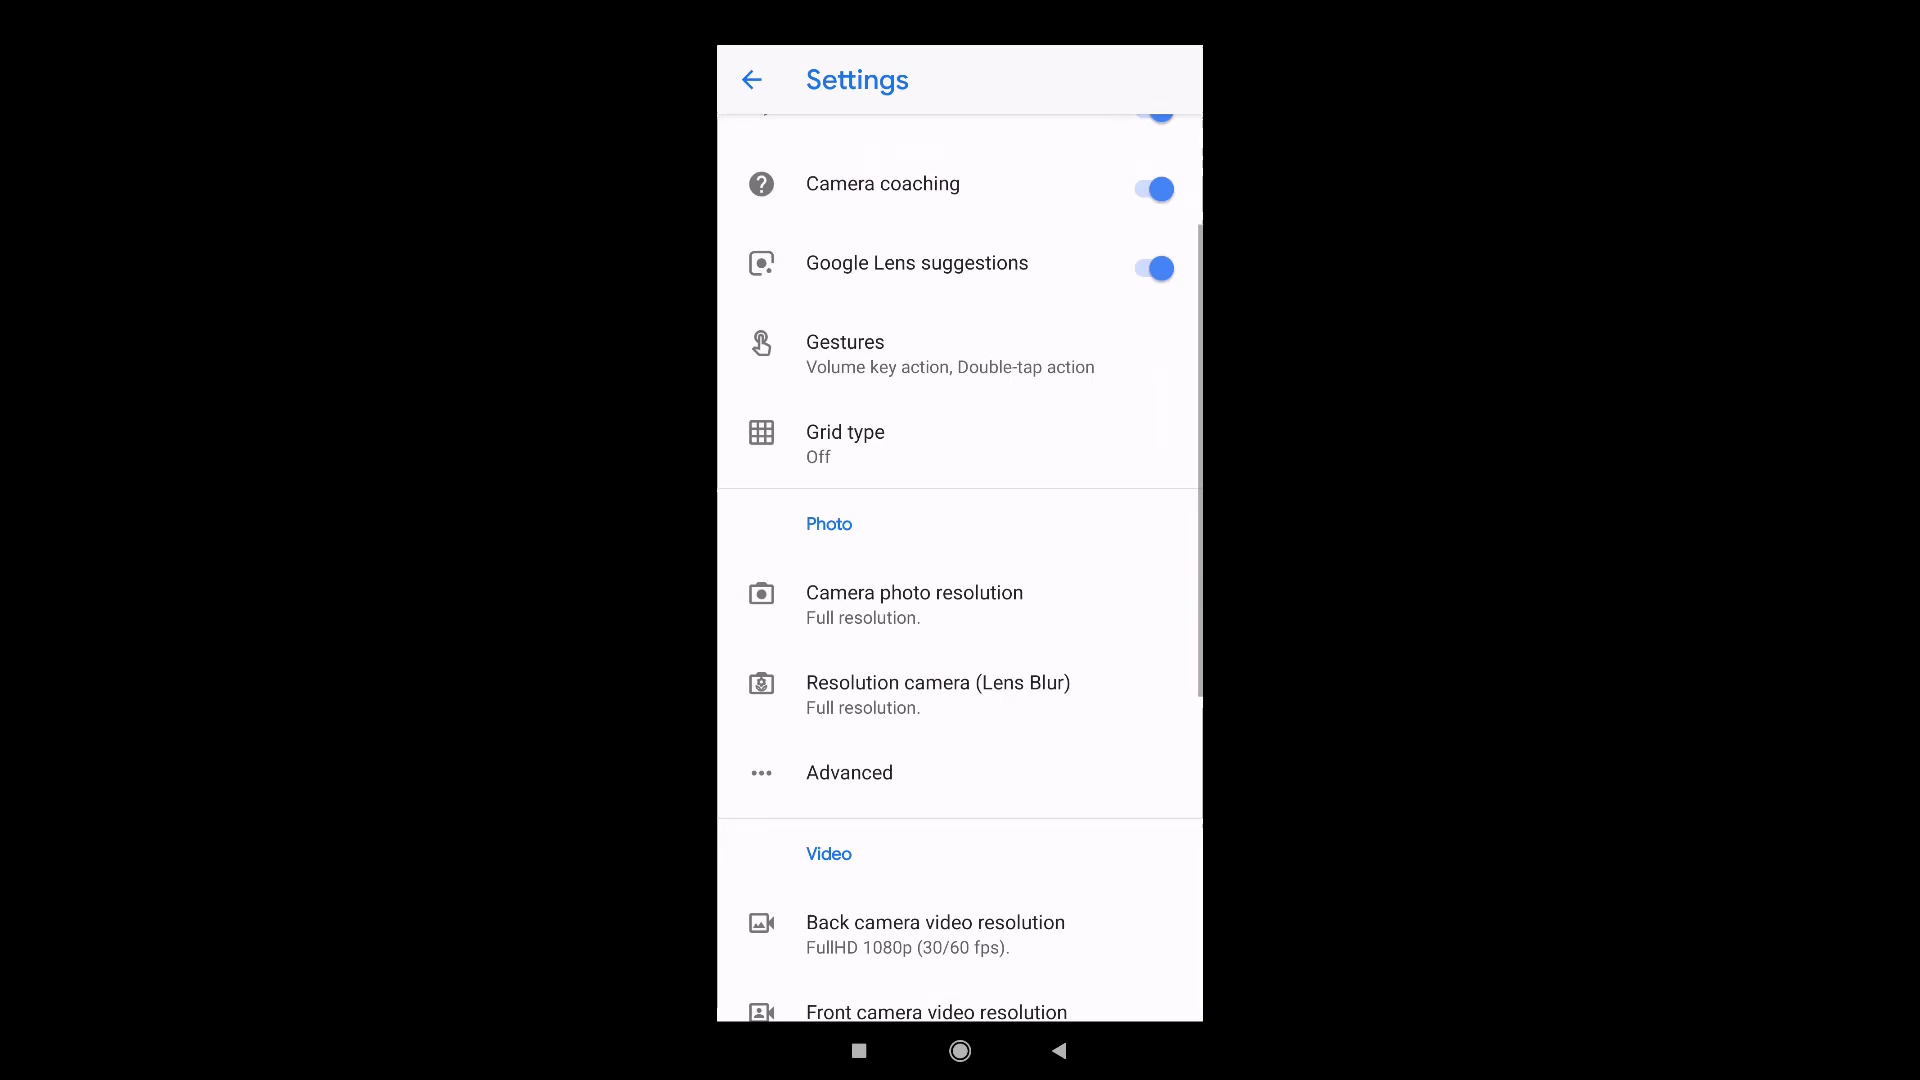 Settings
Camera coaching
Google Lens suggestions
Gestures
Volume key action, Double-tap action
Grid type
Off
Photo
Camera photo resolution
Full resolution.
Resolution camera (Lens Blur)
Full resolution.
Advanced
Video
Back camera video resolution
FullHD 1080p (30/60 fps).
Front camera video resolution